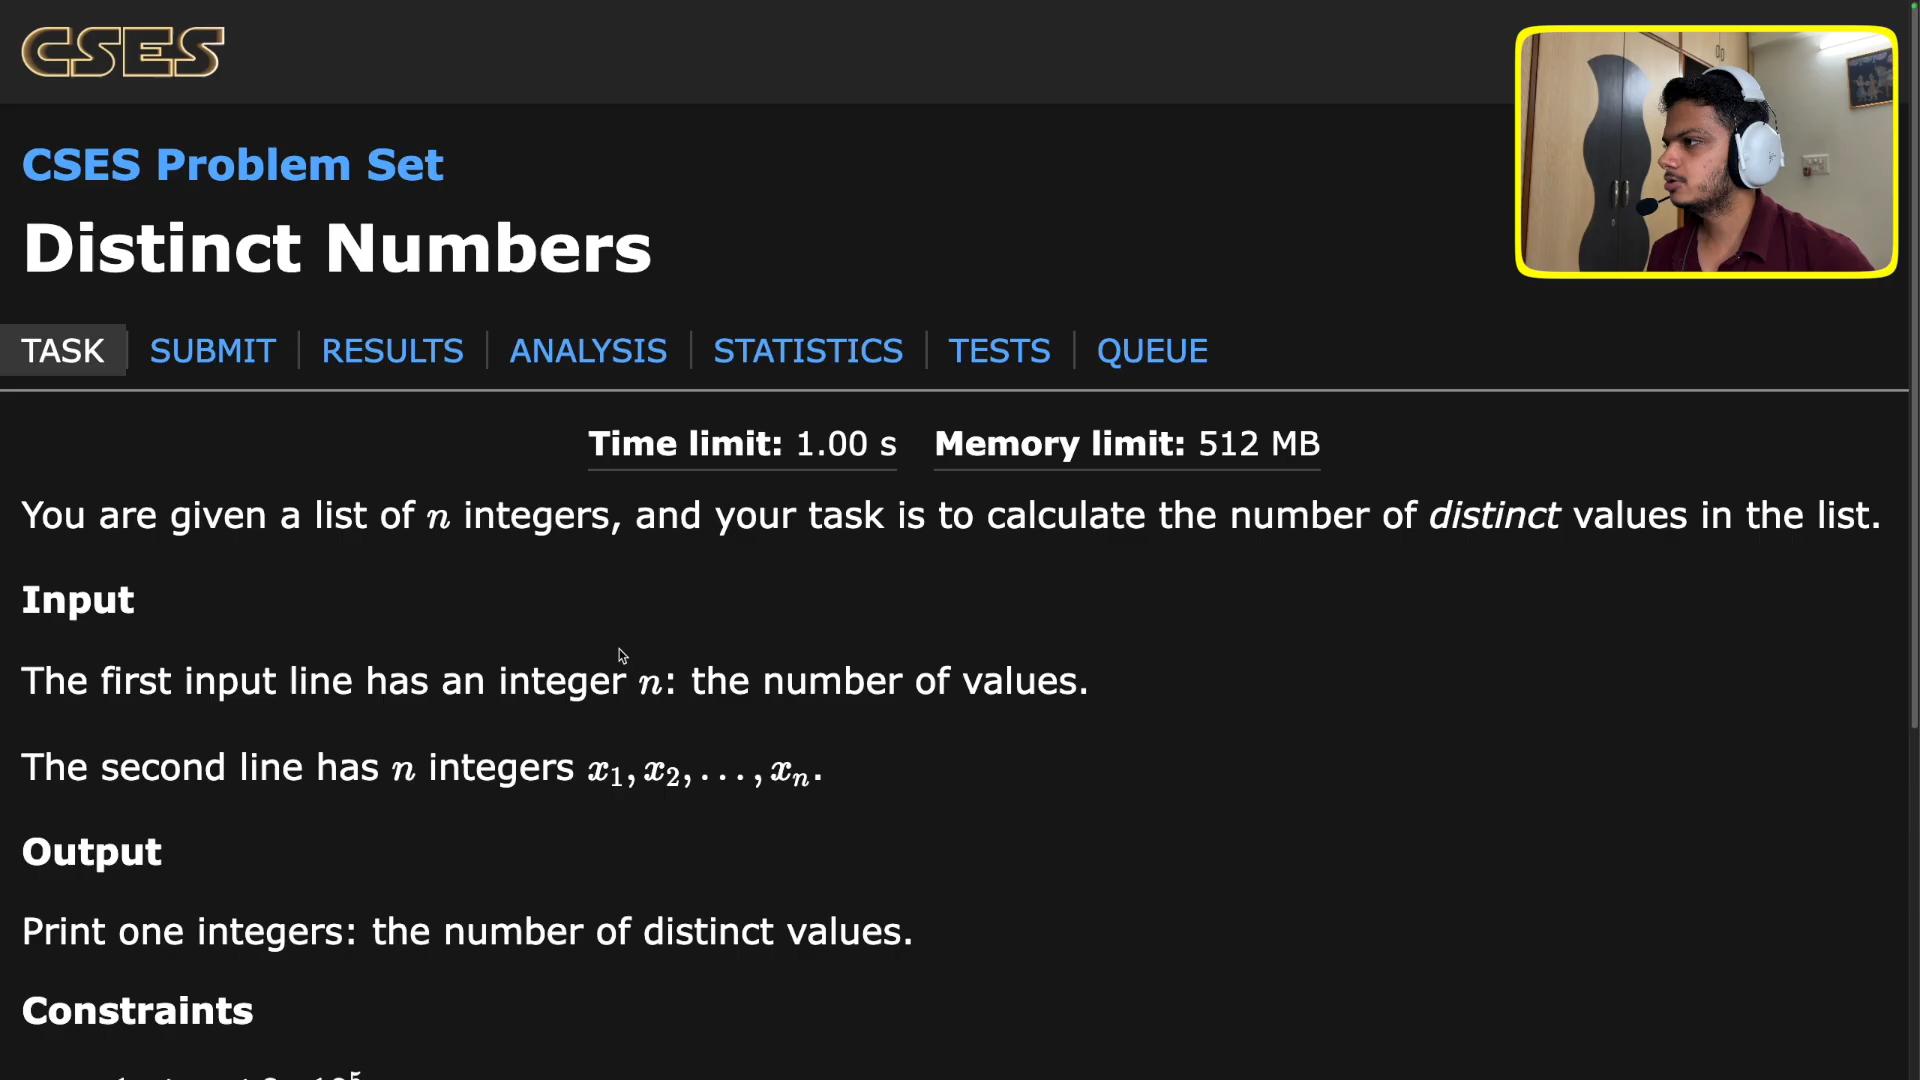 CSES
CSES Problem Set
Distinct Numbers
TASK SUBMIT RESULTS ANALYSIS STATISTICS TESTS QUEUE
Time limit: 1.00 s Memory limit: 512 MB
You are given a list of n integers, and your task is to calculate the number of distinct values in the list.
Input
The first input line has an integer n: the number of values.
The second line has n integers x₁, x₂, ..., xₙ.
Output
Print one integers: the number of distinct values.
Constraints